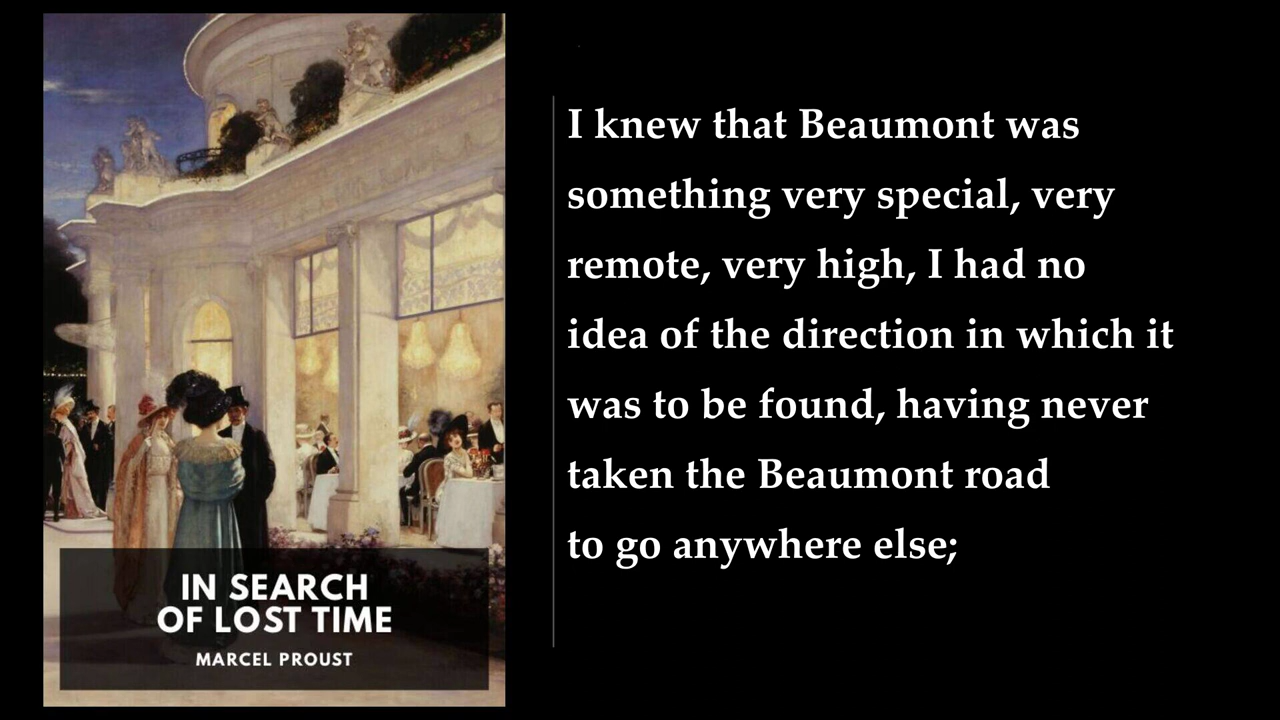 IN SEARCH
OF LOST TIME
MARCEL PROUST
I knew that Beaumont was
something very special, very
remote, very high, I had no
idea of the direction in which it
was to be found, having never
taken the Beaumont road
to go anywhere else;